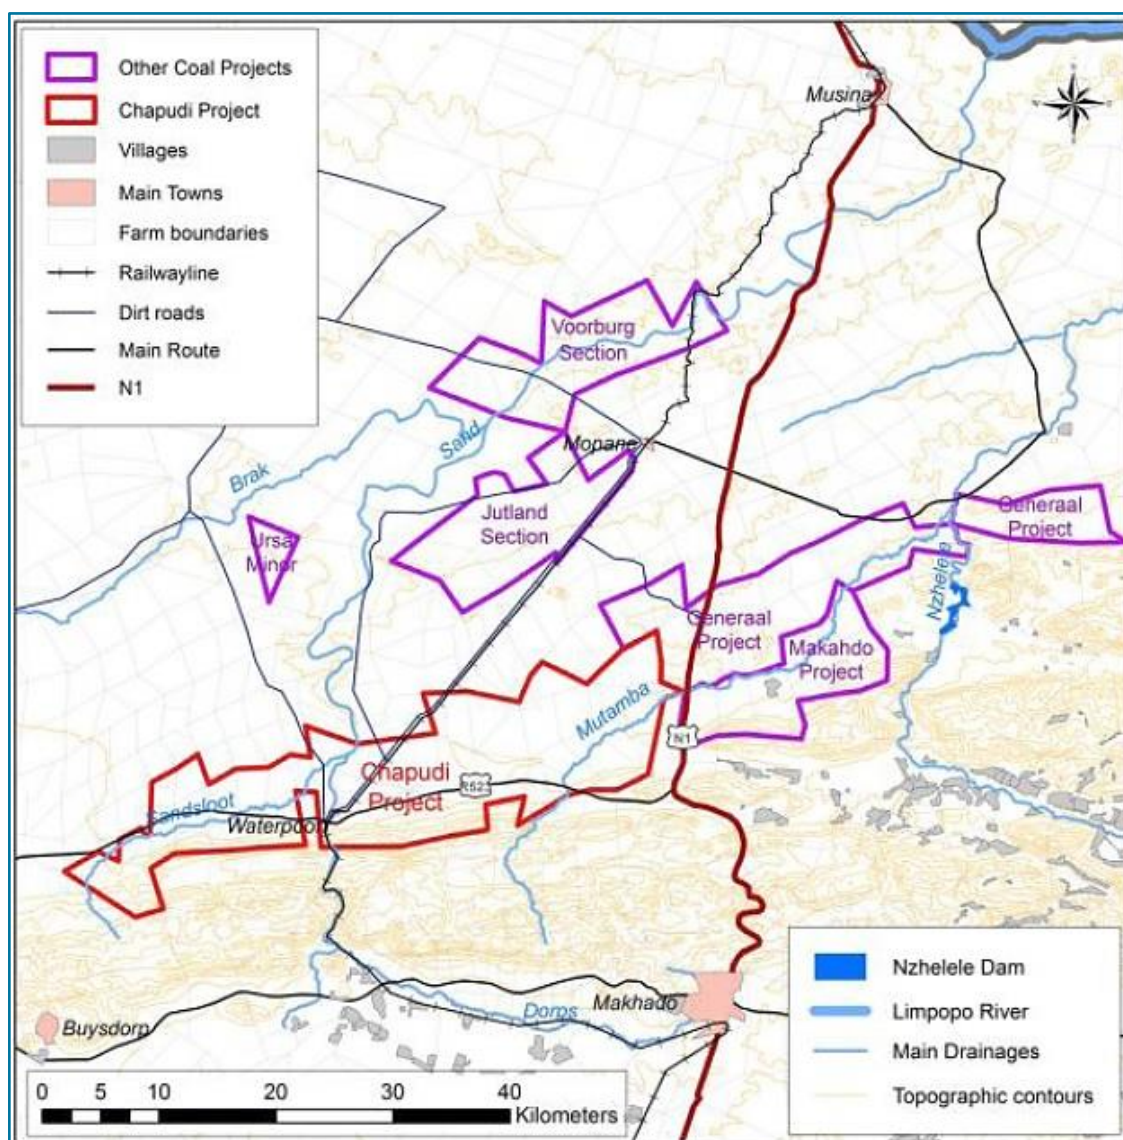 Other Coal Projects
Chapudi Project
Villages
Main Towns
Farm boundaries
Railwayline
Dirt roads
Main Route
N1
Musina
Voorburg
Section
Sand
Mopane
Brak
Jutland
Section
Ursa
Minor
Generaal
Project
Nzhelele
Generaal
Project
Makahdo
Project
Mutamba
N1
Chapudi
Project
R523
Sandsloot
Waterpoort
Makhado
Dorps
Buysdorp
Nzhelele Dam
Limpopo River
Main Drainages
Topographic contours
0 5 10 20 30 40
Kilometers